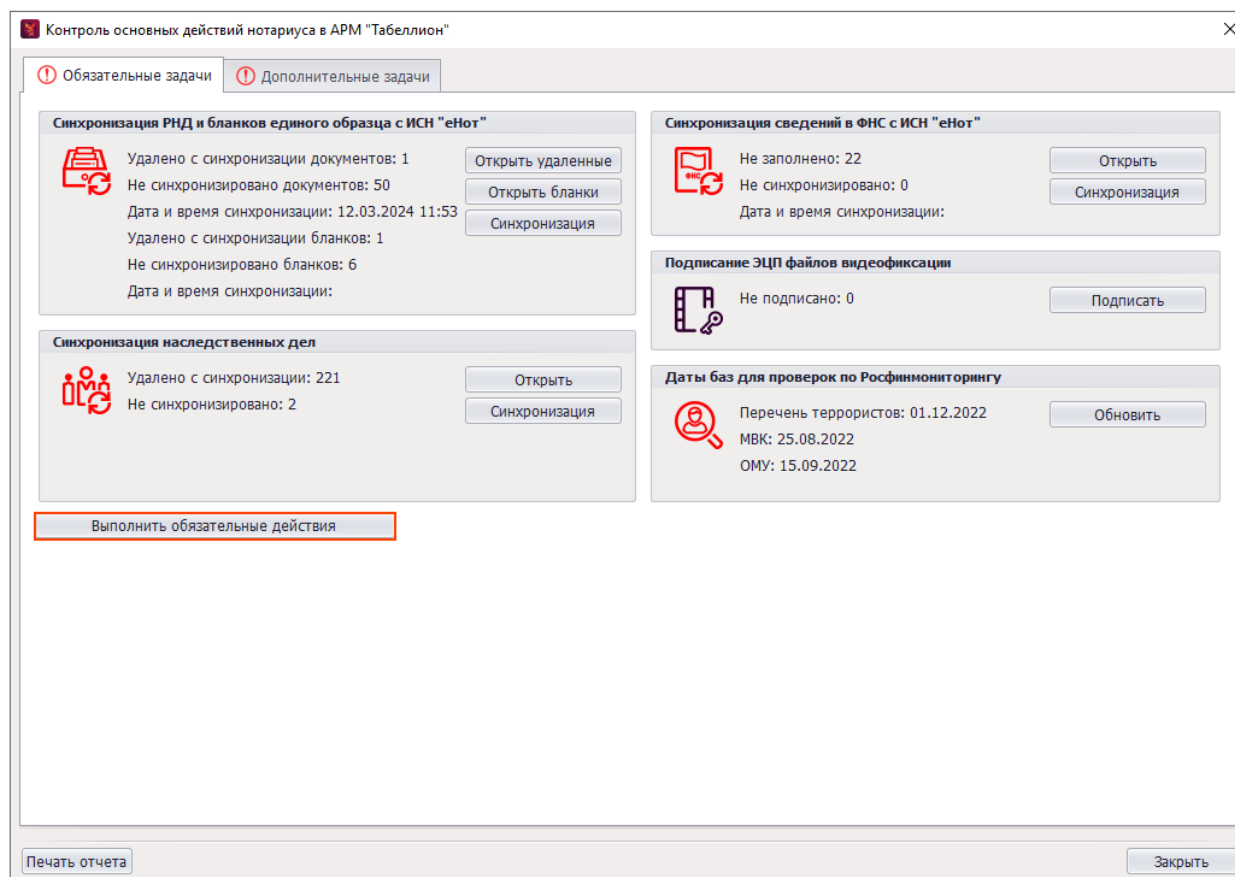 Контроль основных действий нотариуса в АРМ "Табеллион"
Обязательные задачи
Дополнительные задачи
Синхронизация РНД и бланков единого образца с ИСН "еНот"
Удалено с синхронизации документов: 1
Открыть удаленные
Не синхронизировано документов: 50
Открыть бланки
Дата и время синхронизации: 12.03.2024 11:53
Синхронизация
Удалено с синхронизации бланков: 1
Не синхронизировано бланков: 6
Дата и время синхронизации:
Синхронизация наследственных дел
Удалено с синхронизации: 221
Открыть
Не синхронизировано: 2
Синхронизация
Синхронизация сведений в ФНС с ИСН "еНот"
ФНС
Не заполнено: 22
Открыть
Не синхронизировано: 0
Синхронизация
Дата и время синхронизации:
Подписание ЭЦП файлов видеофиксации
Не подписано: 0
Подписать
Даты баз для проверок по Росфинмониторингу
Перечень террористов: 01.12.2022
Обновить
МВК: 25.08.2022
ОМУ: 15.09.2022
Выполнить обязательные действия
Печать отчета
Закрыть